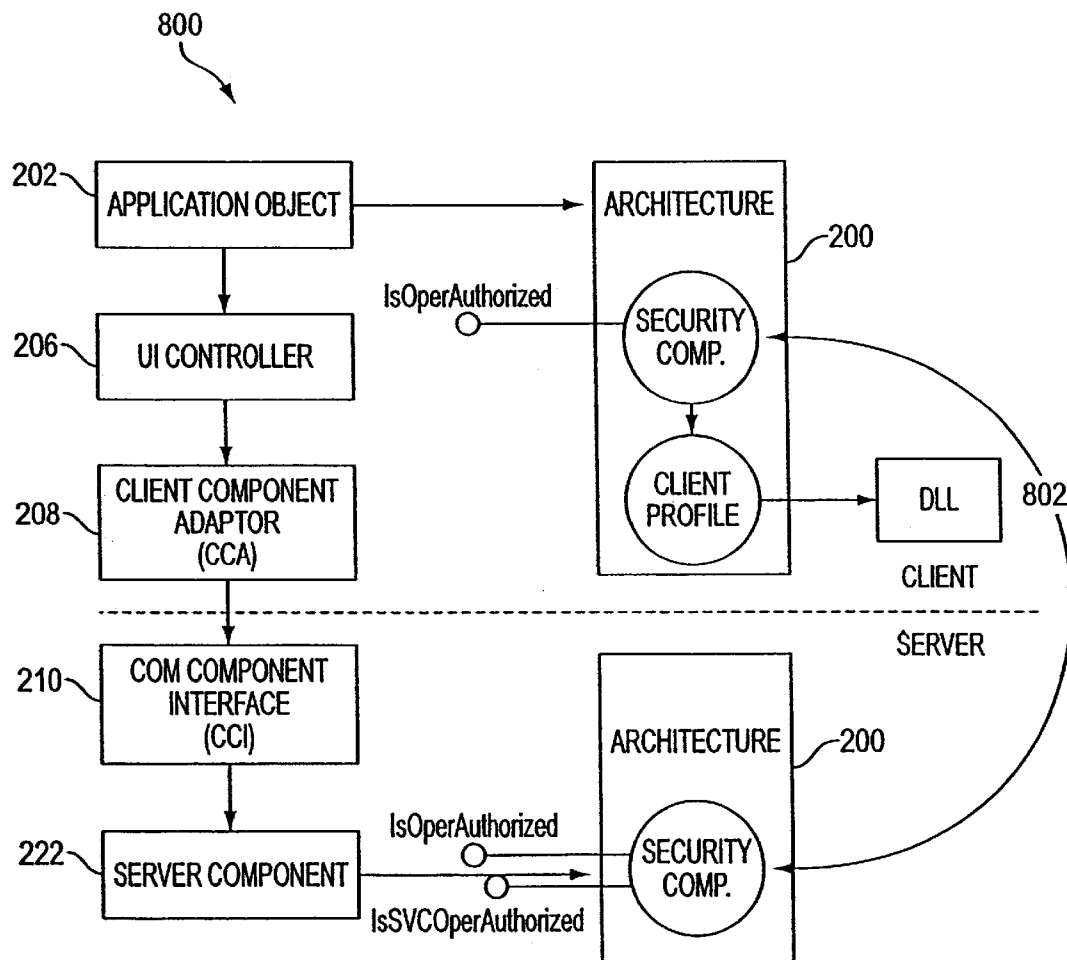 800
202
APPLICATION OBJECT
ARCHITECTURE
200
IsOperAuthorized
SECURITY
COMP.
206
UI CONTROLLER
208
CLIENT COMPONENT
ADAPTOR
(CCA)
CLIENT
PROFILE
DLL
802
CLIENT
SERVER
210
COM COMPONENT
INTERFACE
(CCI)
ARCHITECTURE
200
IsOperAuthorized
SECURITY
COMP.
222
SERVER COMPONENT
IsSVCOperAuthorized